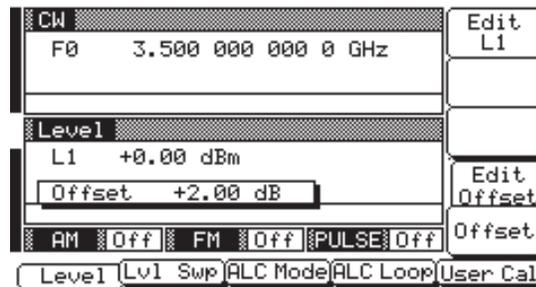 CW
F0 3.500 000 000 0 GHz
Edit
L1
Level
L1 +0.00 dBm
Offset +2.00 dB
Edit
Offset
AM Off FM Off PULSE Off
Offset
Level Lvl Swp ALC Mode ALC Loop User Cal